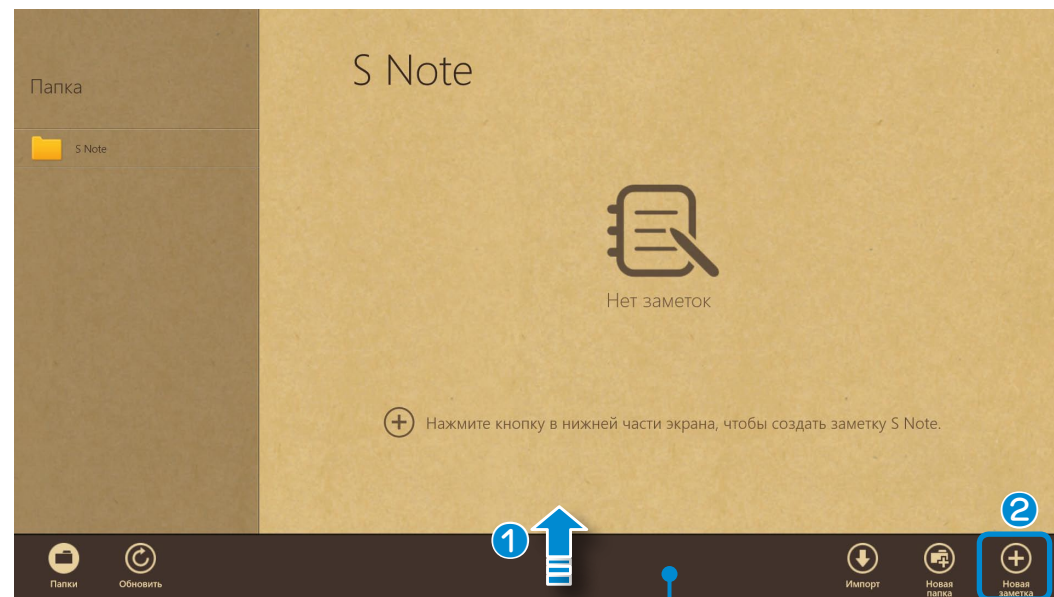 Папка
S Note
S Note
Нет заметок
Нажмите кнопку в нижней части экрана, чтобы создать заметку S Note.
1
2
Папки
Обновить
Импорт
Новая
папка
Новая
заметка